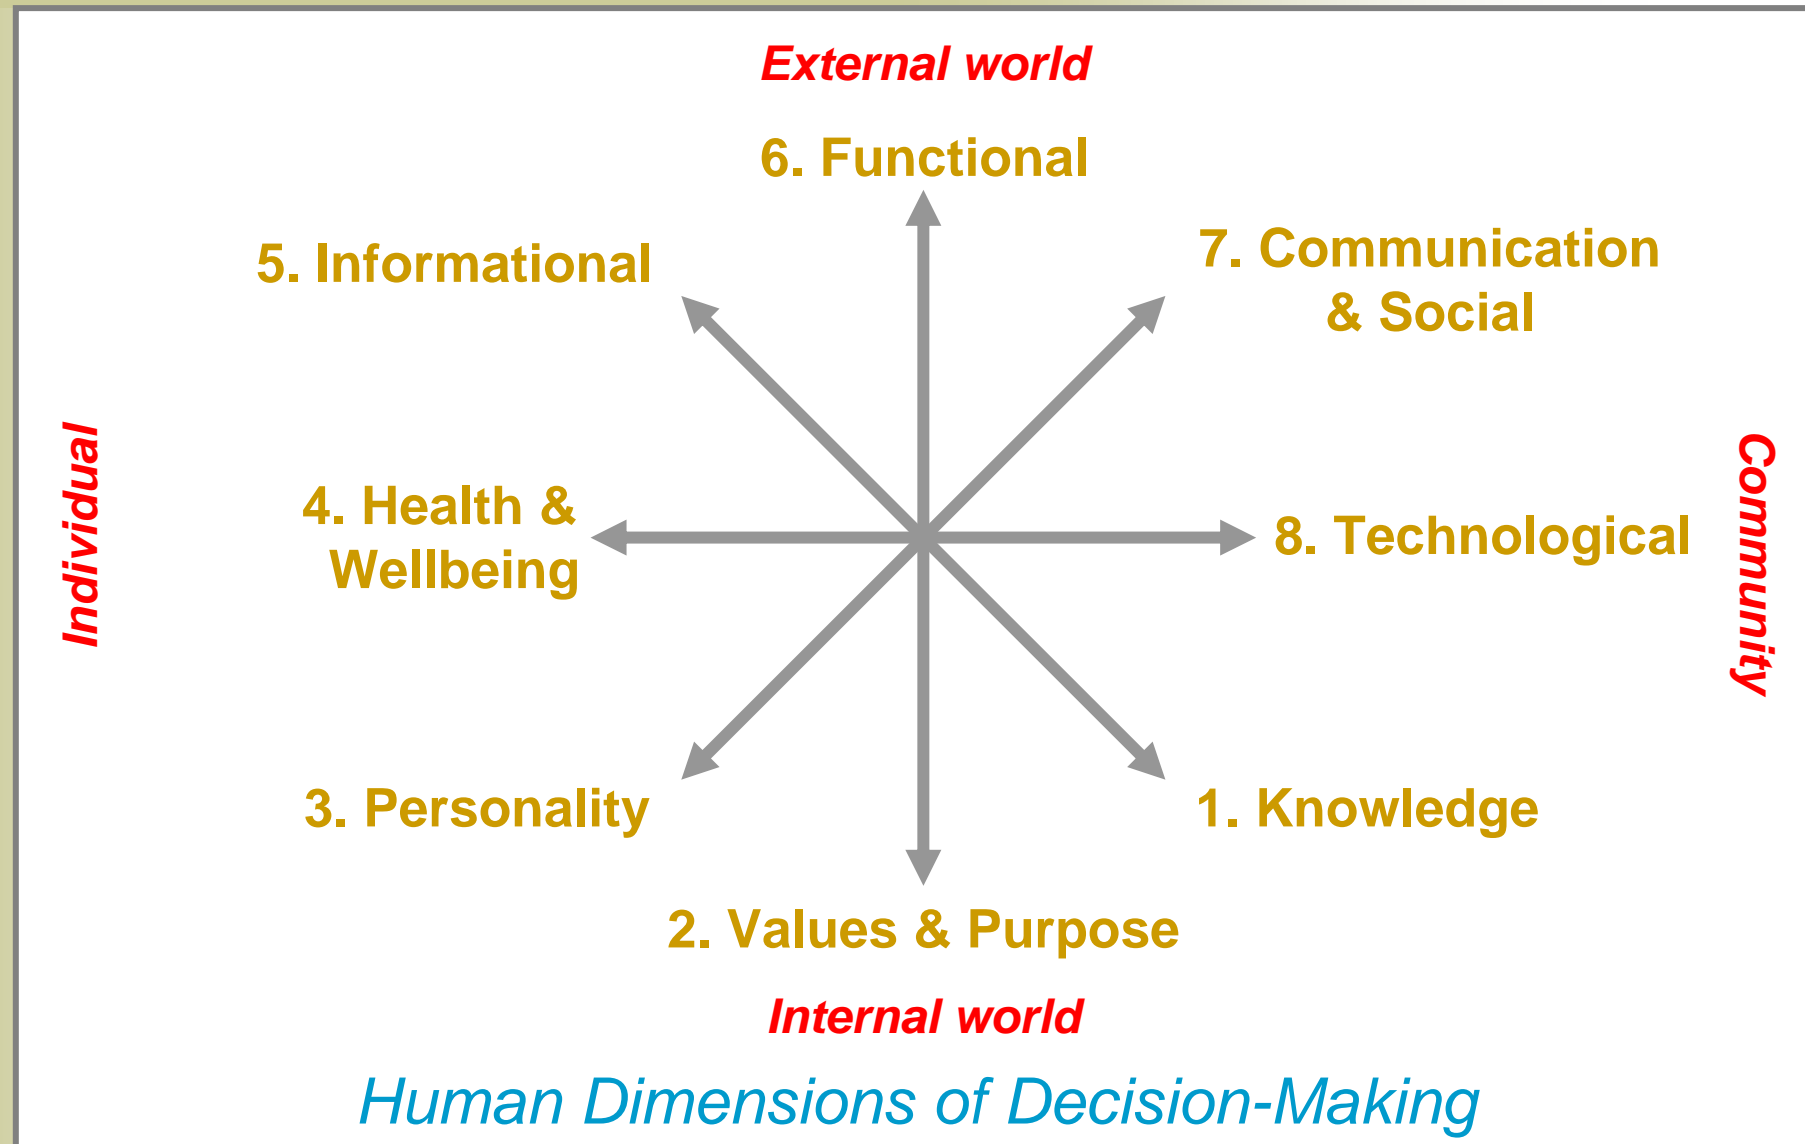 External world
6. Functional
5. Informational
7. Communication
& Social
Individual
4. Health &
Wellbeing
8. Technological
Community
3. Personality
1. Knowledge
2. Values & Purpose
Internal world
Human Dimensions of Decision-Making